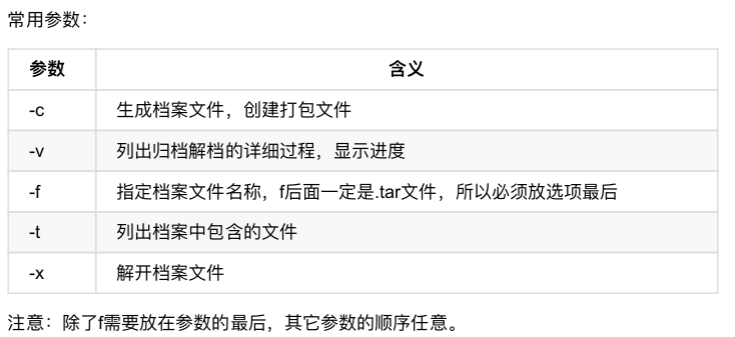 常用参数：
参数 含义
-c 生成档案文件，创建打包文件
-v 列出归档解档的详细过程，显示进度
-f 指定档案文件名称，f后面一定是.tar文件，所以必须放选项最后
-t 列出档案中包含的文件
-x 解开档案文件
注意：除了f需要放在参数的最后，其它参数的顺序任意。